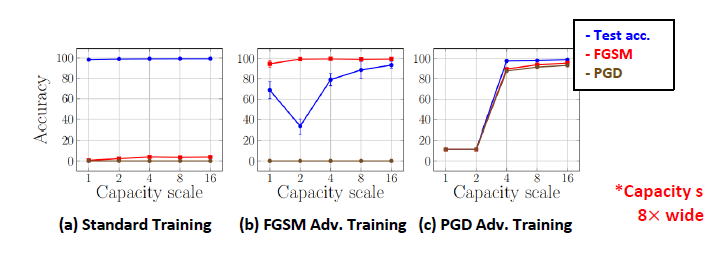 - Test acc.
- FGSM
- PGD
Accuracy
100
80
60
40
20
0
1 2 4 8 16
Capacity scale
(a) Standard Training
100
80
60
40
20
0
1 2 4 8 16
Capacity scale
(b) FGSM Adv. Training
100
80
60
40
20
0
1 2 4 8 16
Capacity scale
(c) PGD Adv. Training
*Capacity s
8× wide